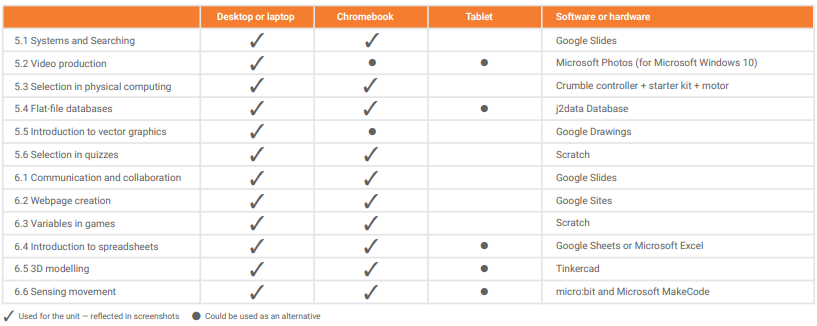 Desktop or laptop Chromebook Tablet Software or hardware
5.1 Systems and Searching ✓ ✓ Google Slides
5.2 Video production ✓ ● ● Microsoft Photos (for Microsoft Windows 10)
5.3 Selection in physical computing ✓ ✓ Crumble controller + starter kit + motor
5.4 Flat-file databases ✓ ✓ ● j2data Database
5.5 Introduction to vector graphics ✓ ● Google Drawings
5.6 Selection in quizzes ✓ ✓ Scratch
6.1 Communication and collaboration ✓ ✓ Google Slides
6.2 Webpage creation ✓ ✓ Google Sites
6.3 Variables in games ✓ ✓ Scratch
6.4 Introduction to spreadsheets ✓ ✓ ● Google Sheets or Microsoft Excel
6.5 3D modelling ✓ ✓ ● Tinkercad
6.6 Sensing movement ✓ ✓ ● micro:bit and Microsoft MakeCode
✓ Used for the unit – reflected in screenshots ● Could be used as an alternative